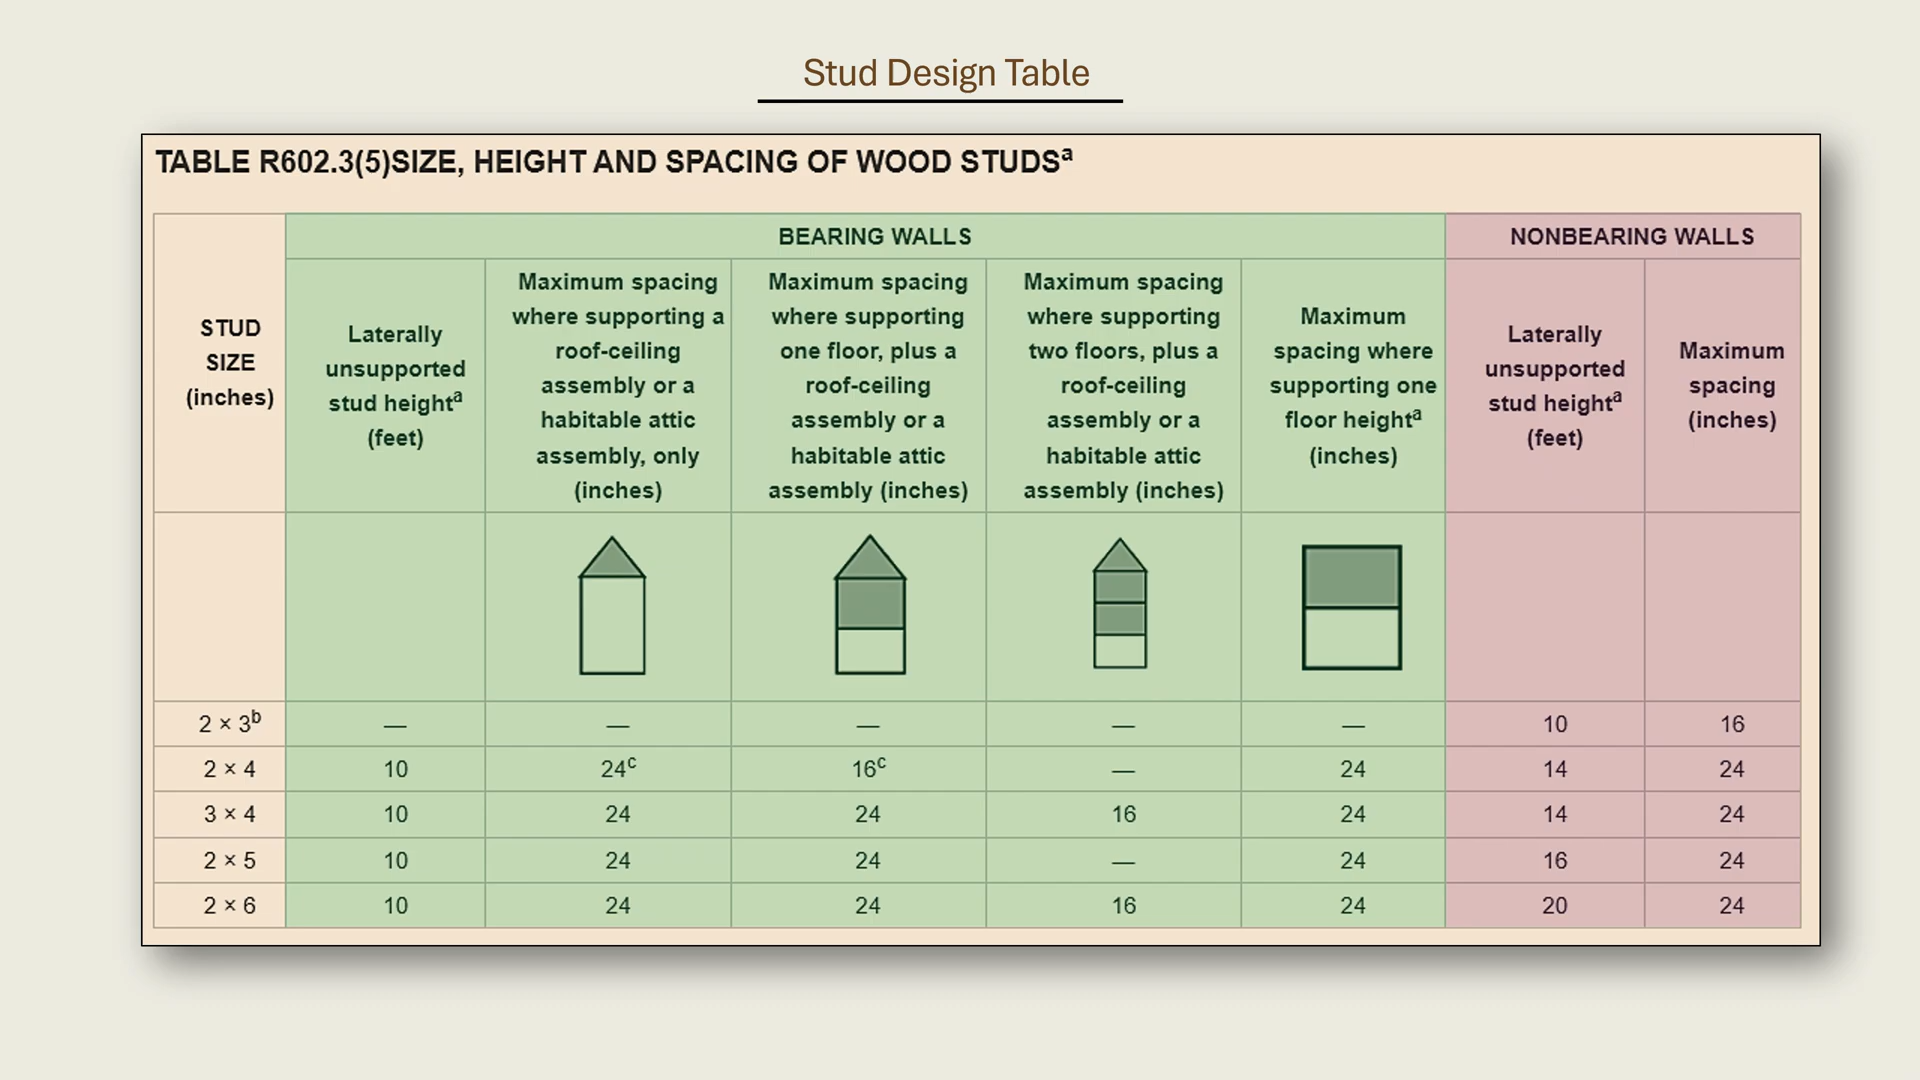 Stud Design Table
TABLE R602.3(5)SIZE, HEIGHT AND SPACING OF WOOD STUDSᵃ
STUD
SIZE
(inches)
BEARING WALLS
NONBEARING WALLS
Laterally
unsupported
stud heightᵃ
(feet)
Maximum spacing
where supporting a
roof-ceiling
assembly or a
habitable attic
assembly, only
(inches)
Maximum spacing
where supporting
one floor, plus a
roof-ceiling
assembly or a
habitable attic
assembly (inches)
Maximum spacing
where supporting
two floors, plus a
roof-ceiling
assembly or a
habitable attic
assembly (inches)
Maximum
spacing where
supporting one
floor heightᵃ
(inches)
Laterally
unsupported
stud heightᵃ
(feet)
Maximum
spacing
(inches)
2 × 3ᵇ — — — — — 10 16
2 × 4 10 24ᶜ 16ᶜ — 24 14 24
3 × 4 10 24 24 16 24 14 24
2 × 5 10 24 24 — 24 16 24
2 × 6 10 24 24 16 24 20 24